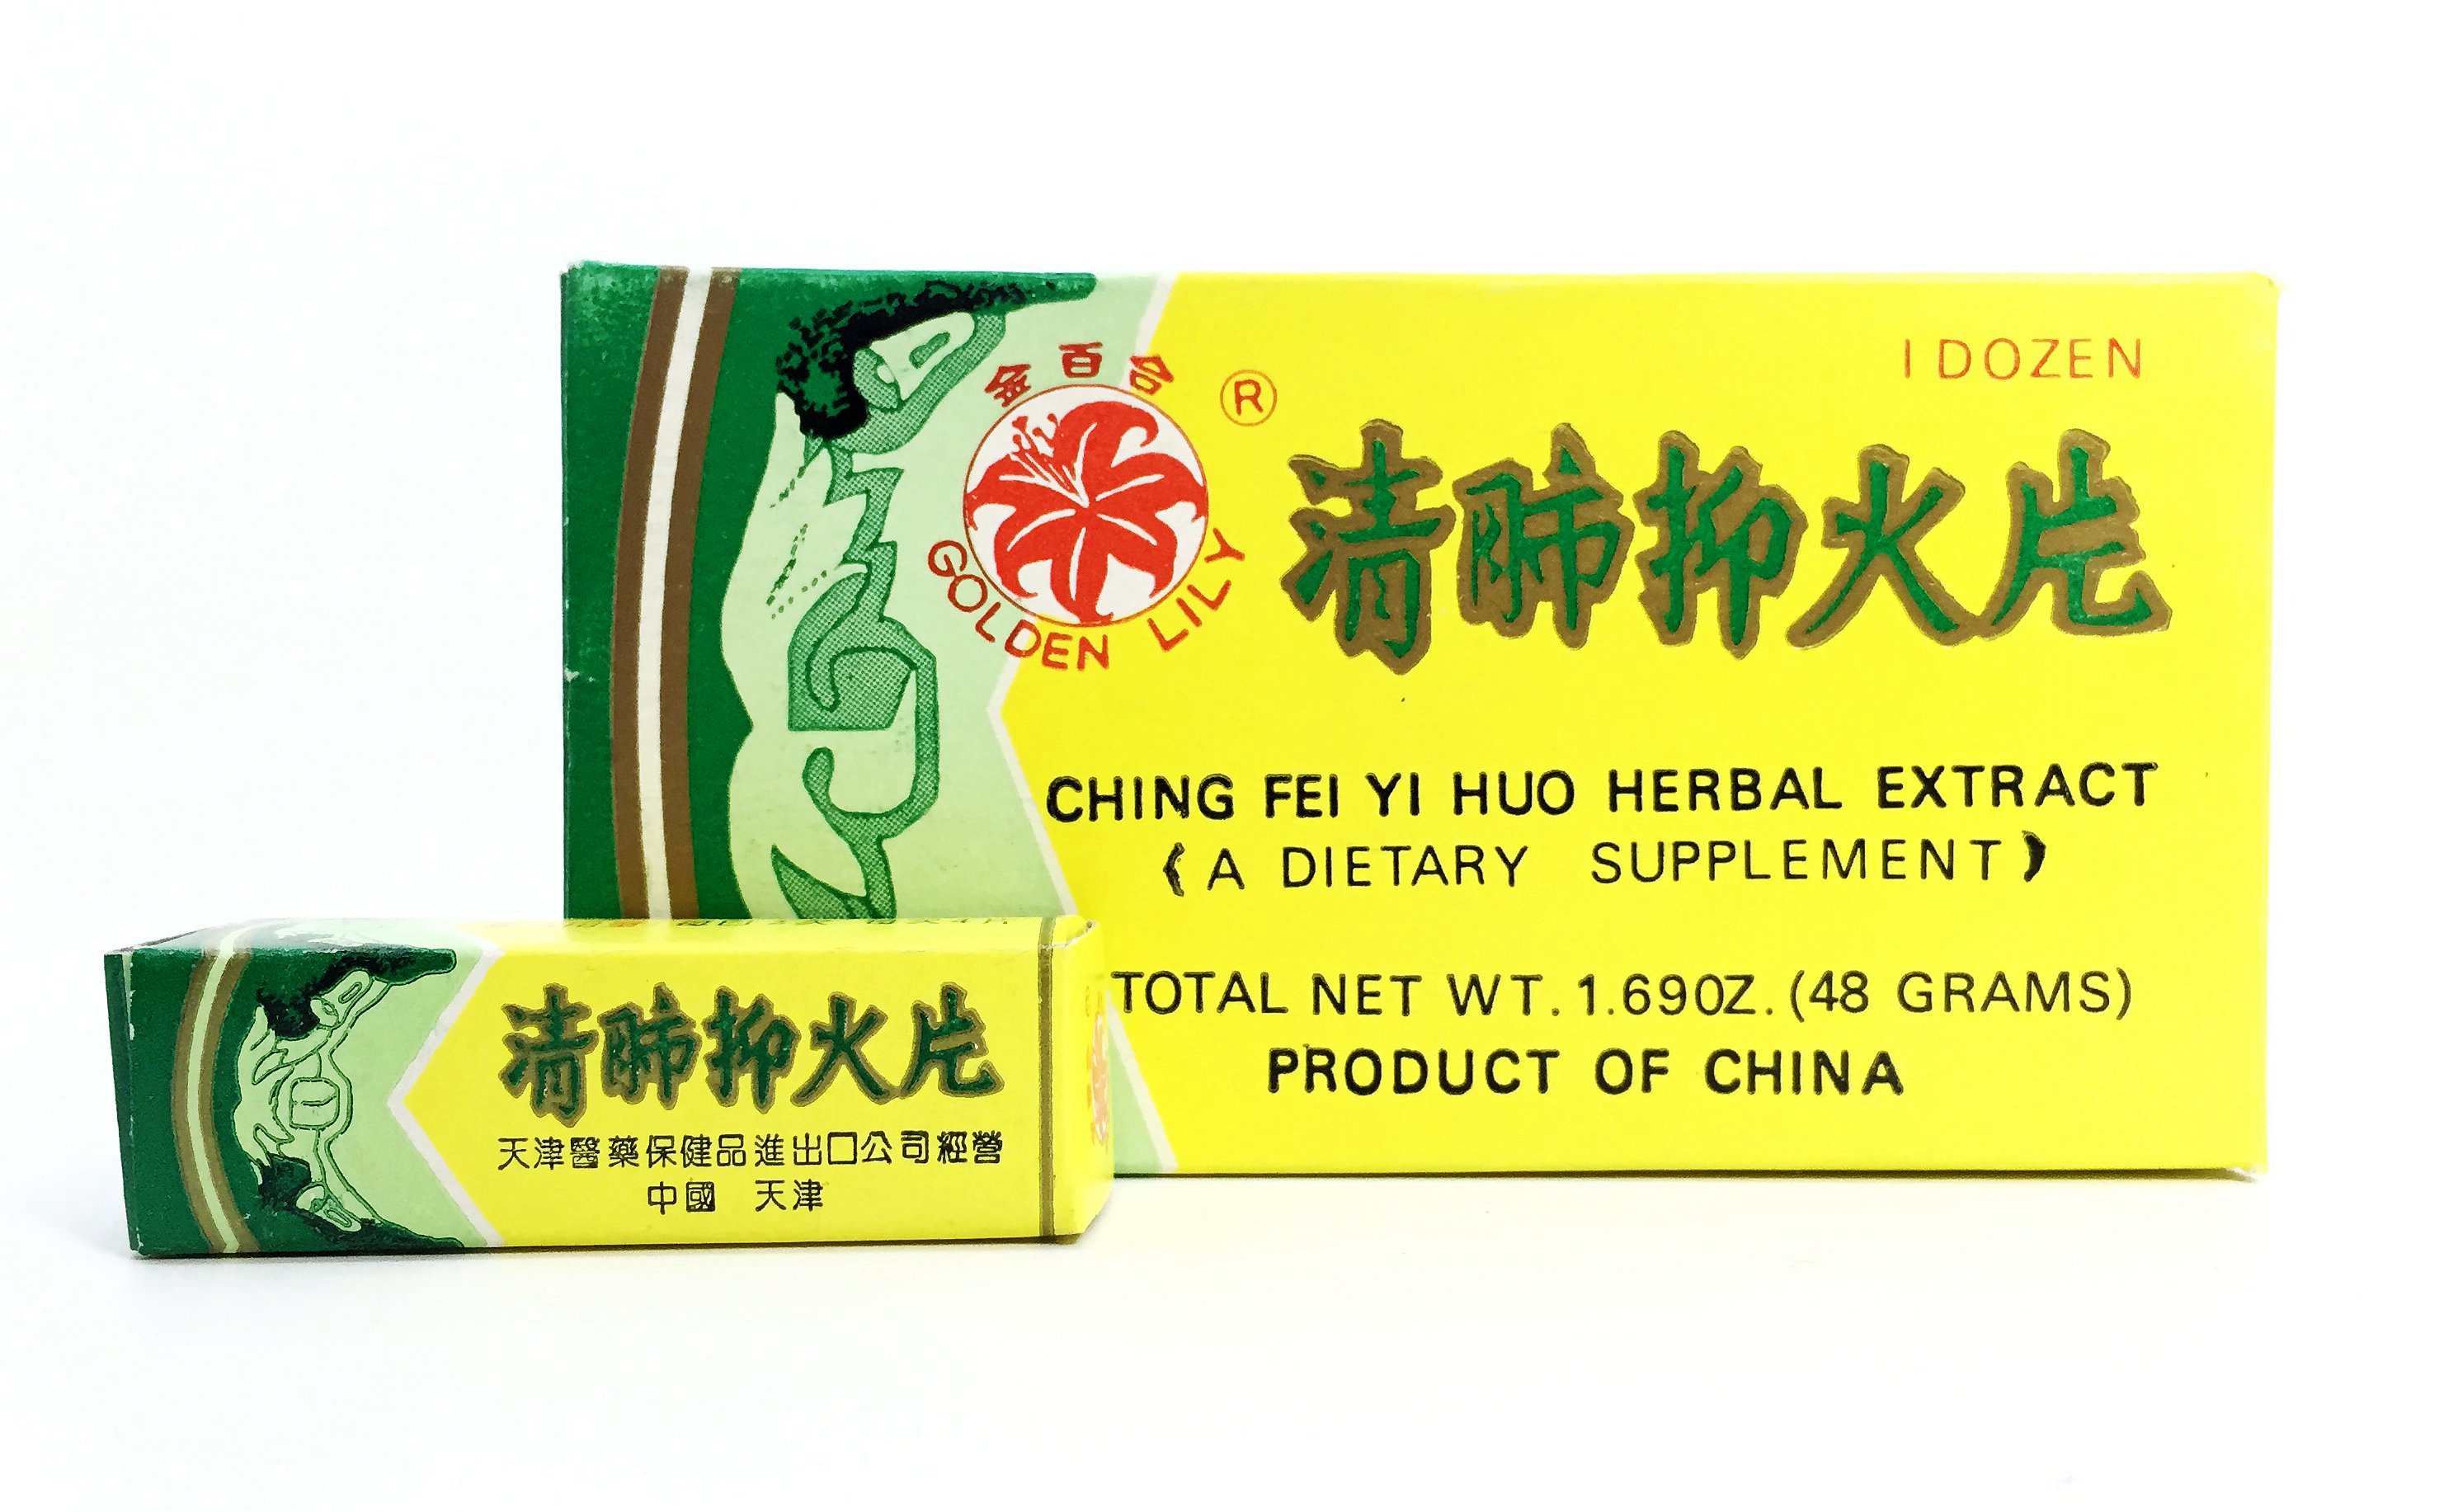 1 DOZEN
金百合
®
GOLDEN LILY
清肺抑火片
CHING FEI YI HUO HERBAL EXTRACT
(A DIETARY SUPPLEMENT)
TOTAL NET WT. 1.69OZ. (48 GRAMS)
PRODUCT OF CHINA
清肺抑火片
天津醫藥保健品進出口公司經營
中國 天津